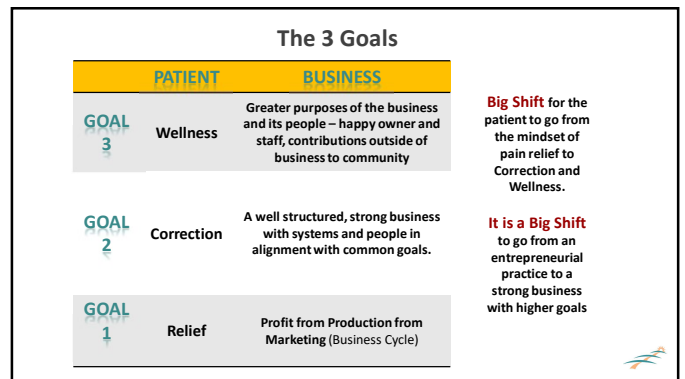 The 3 Goals
PATIENT BUSINESS
GOAL
3
Wellness
Greater purposes of the business
and its people – happy owner and
staff, contributions outside of
business to community
GOAL
2
Correction
A well structured, strong business
with systems and people in
alignment with common goals.
GOAL
1
Relief
Profit from Production from
Marketing (Business Cycle)
Big Shift for the
patient to go from
the mindset of
pain relief to
Correction and
Wellness.
It is a Big Shift
to go from an
entrepreneurial
practice to a
strong business
with higher goals